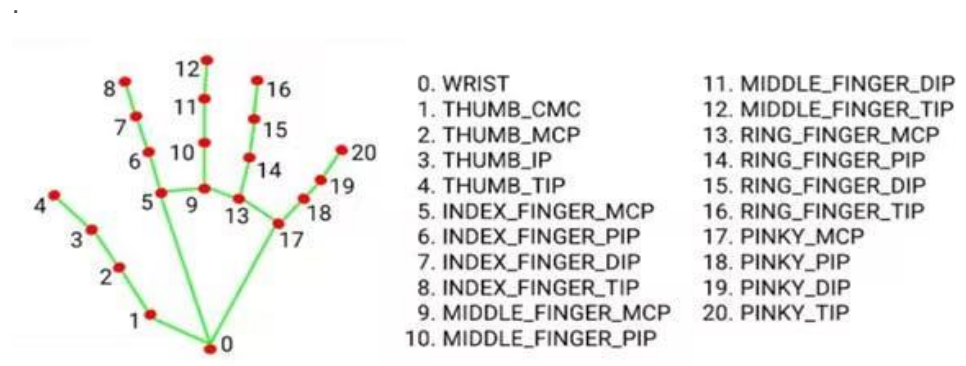 .
12
8
16
11
7
15
6
10
14
20
5
9
13
19
18
17
4
3
2
1
0
0. WRIST
1. THUMB_CMC
2. THUMB_MCP
3. THUMB_IP
4. THUMB_TIP
5. INDEX_FINGER_MCP
6. INDEX_FINGER_PIP
7. INDEX_FINGER_DIP
8. INDEX_FINGER_TIP
9. MIDDLE_FINGER_MCP
10. MIDDLE_FINGER_PIP
11. MIDDLE_FINGER_DIP
12. MIDDLE_FINGER_TIP
13. RING_FINGER_MCP
14. RING_FINGER_PIP
15. RING_FINGER_DIP
16. RING_FINGER_TIP
17. PINKY_MCP
18. PINKY_PIP
19. PINKY_DIP
20. PINKY_TIP